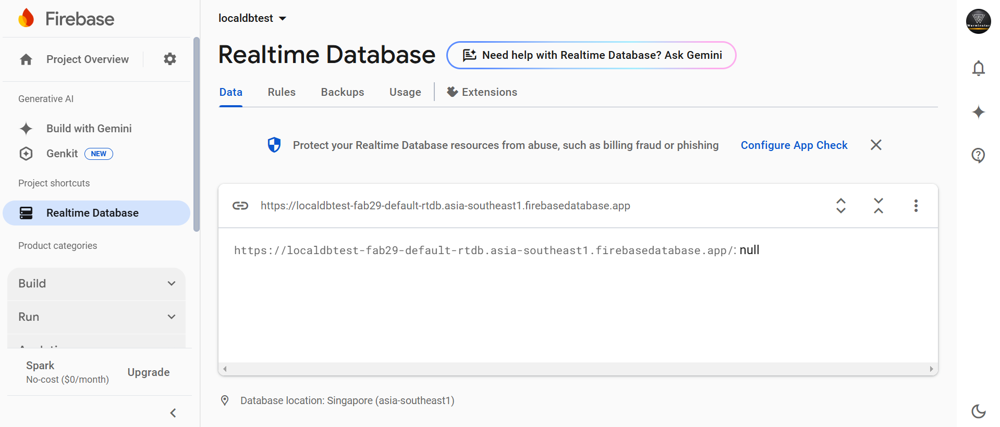 Firebase
Project Overview
Generative AI
Build with Gemini
Genkit NEW
Project shortcuts
Realtime Database
Product categories
Build
Run
Spark
No-cost ($0/month)
Upgrade
localdbtest
Realtime Database
Need help with Realtime Database? Ask Gemini
Data Rules Backups Usage Extensions
Protect your Realtime Database resources from abuse, such as billing fraud or phishing Configure App Check
https://localdbtest-fab29-default-rtdb.asia-southeast1.firebasedatabase.app
https://localdbtest-fab29-default-rtdb.asia-southeast1.firebasedatabase.app/: null
Database location: Singapore (asia-southeast1)
Werminater